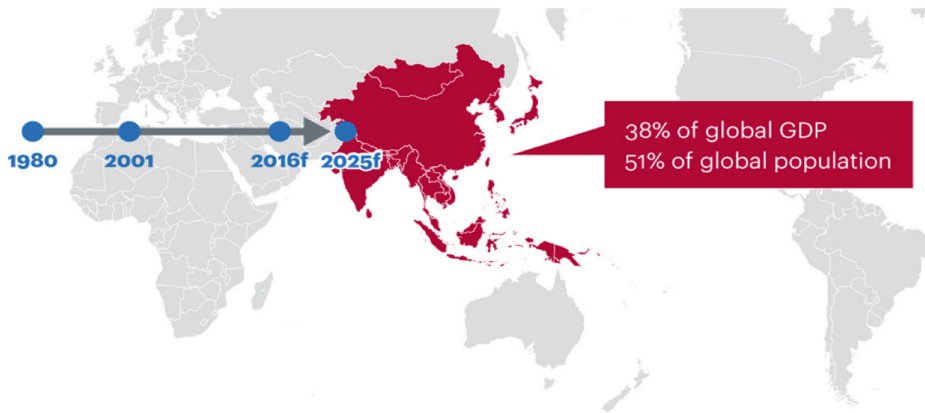 38% of global GDP
51% of global population
1980
2001
2016f
2025f